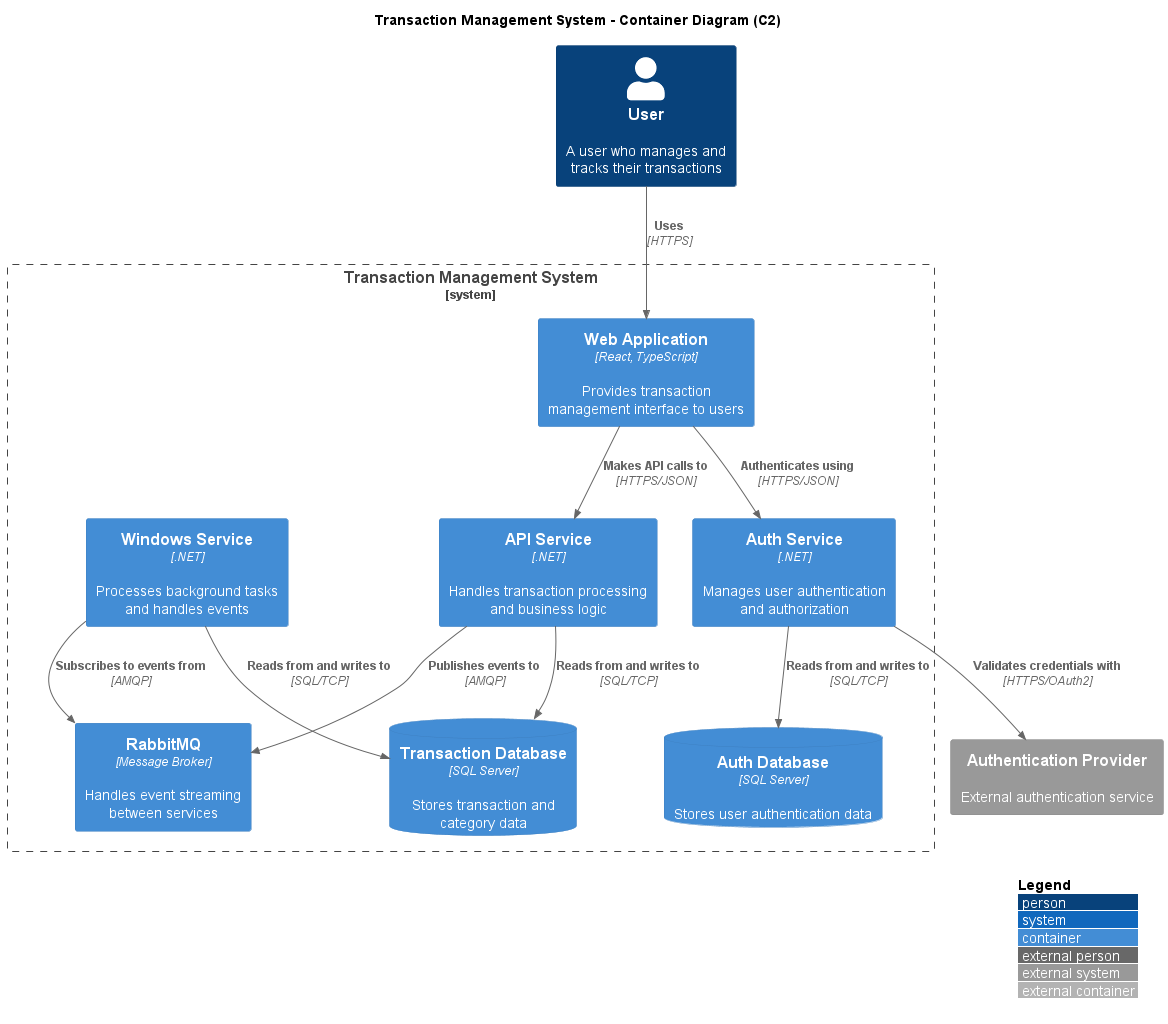 Transaction Management System - Container Diagram (C2)
User
A user who manages and
tracks their transactions
Uses
[HTTPS]
Transaction Management System
[system]
Web Application
[React, TypeScript]
Provides transaction
management interface to users
Makes API calls to
[HTTPS/JSON]
Authenticates using
[HTTPS/JSON]
Windows Service
[.NET]
Processes background tasks
and handles events
API Service
[.NET]
Handles transaction processing
and business logic
Auth Service
[.NET]
Manages user authentication
and authorization
Subscribes to events from
[AMQP]
Reads from and writes to
[SQL/TCP]
Publishes events to
[AMQP]
Reads from and writes to
[SQL/TCP]
Reads from and writes to
[SQL/TCP]
Validates credentials with
[HTTPS/OAuth2]
RabbitMQ
[Message Broker]
Handles event streaming
between services
Transaction Database
[SQL Server]
Stores transaction and
category data
Auth Database
[SQL Server]
Stores user authentication data
Authentication Provider
External authentication service
Legend
person
system
container
external person
external system
external container